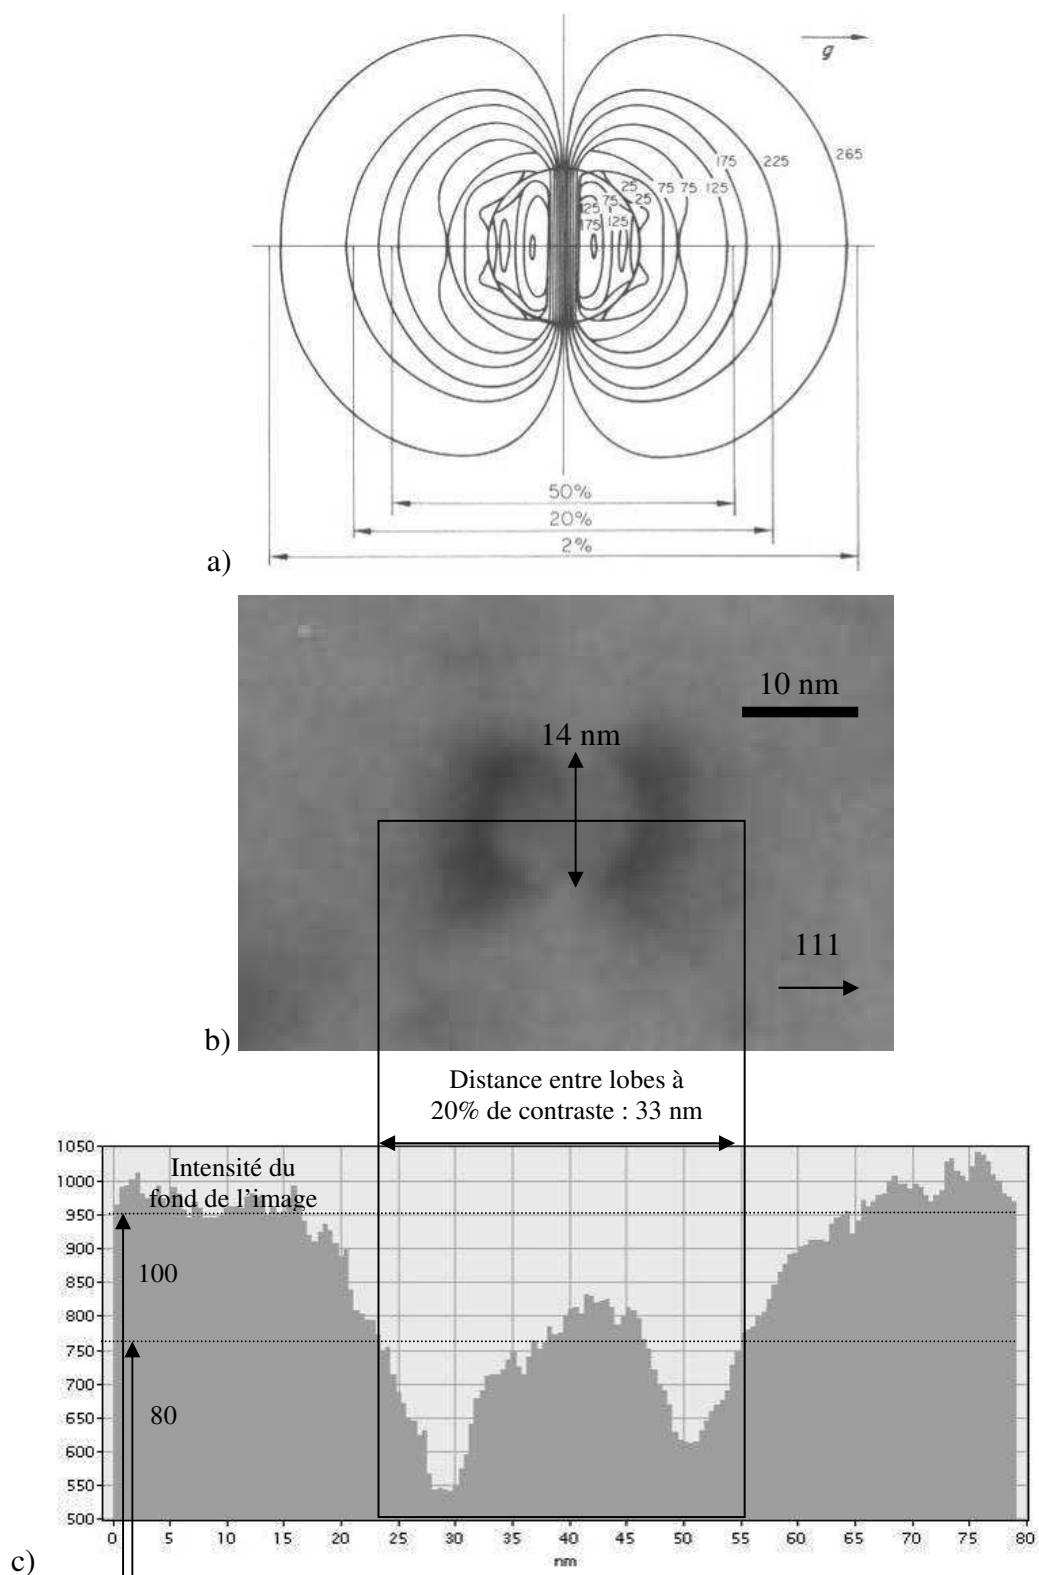 g
175 225 265
25 75 75 125
75 25
125
175 125
50%
20%
2%
a)
10 nm
14 nm
111
b)
Distance entre lobes à
20% de contraste : 33 nm
1050
1000
950
900
850
800
750
700
650
600
550
500
Intensité du
fond de l'image
100
80
0 5 10 15 20 25 30 35 40 45 50 55 60 65 70 75 80
nm
c)